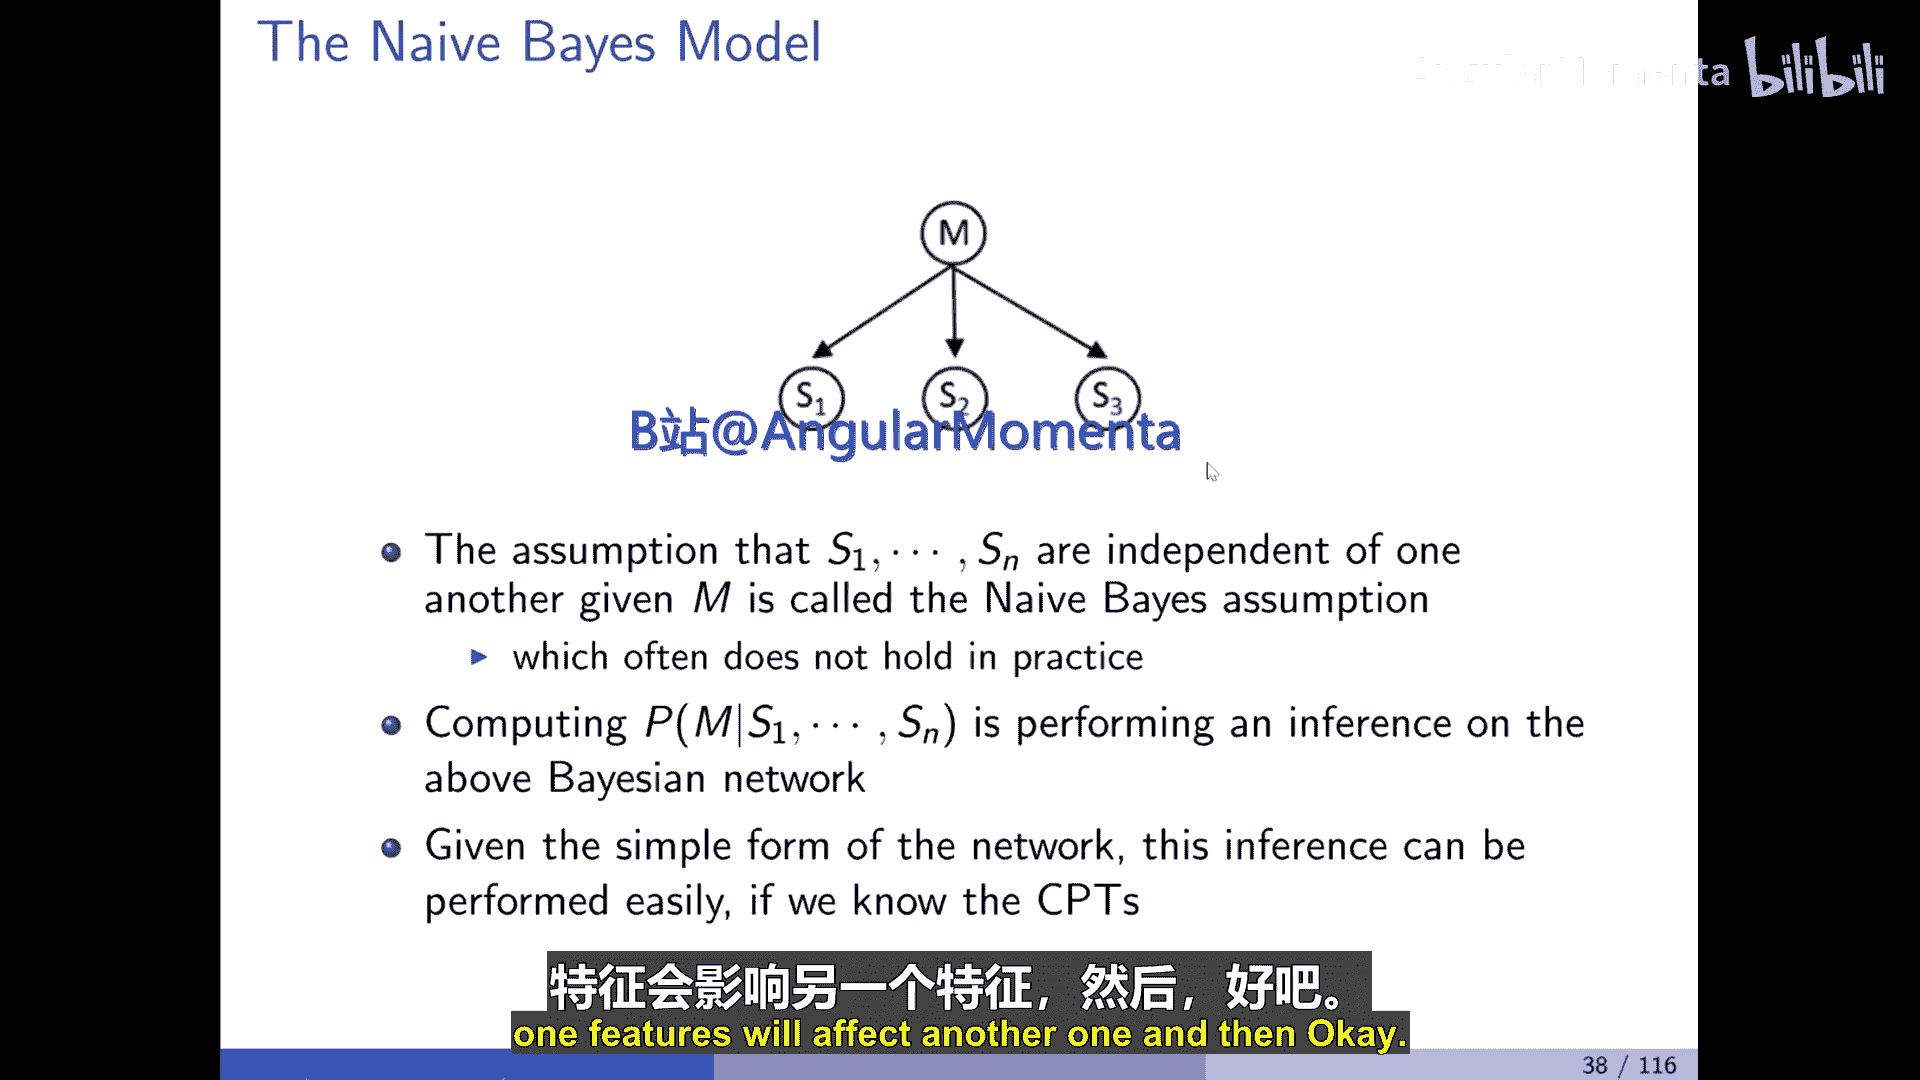 The Naive Bayes Model
bilibili
M
S1 S2 S3
B站@AngularMomenta
The assumption that S1, ⋯ , Sn are independent of one
another given M is called the Naive Bayes assumption
which often does not hold in practice
Computing P(M|S1, ⋯ , Sn) is performing an inference on the
above Bayesian network
Given the simple form of the network, this inference can be
performed easily, if we know the CPTs
特征会影响另一个特征，然后，好吧。
one features will affect another one and then Okay.
38 / 116